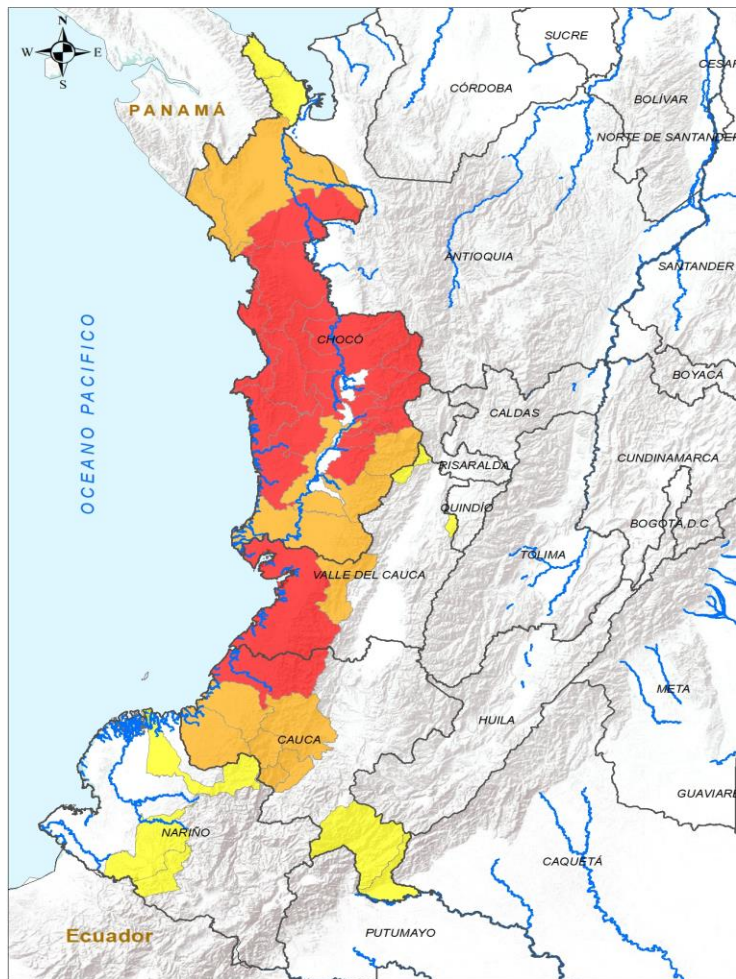 N
W E
S
SUCRE
CESAR
CÓRDOBA
BOLÍVAR
PANAMÁ
NORTE DE SANTANDER
ANTIOQUIA
SANTANDER
OCEANO PACIFICO
CHOCÓ
BOYACÁ
CALDAS
CUNDINAMARCA
RISARALDA
QUINDÍO
BOGOTÁ,D.C
TOLIMA
VALLE DEL CAUCA
META
HUILA
CAUCA
GUAVIARE
NARIÑO
CAQUETÁ
Ecuador
PUTUMAYO